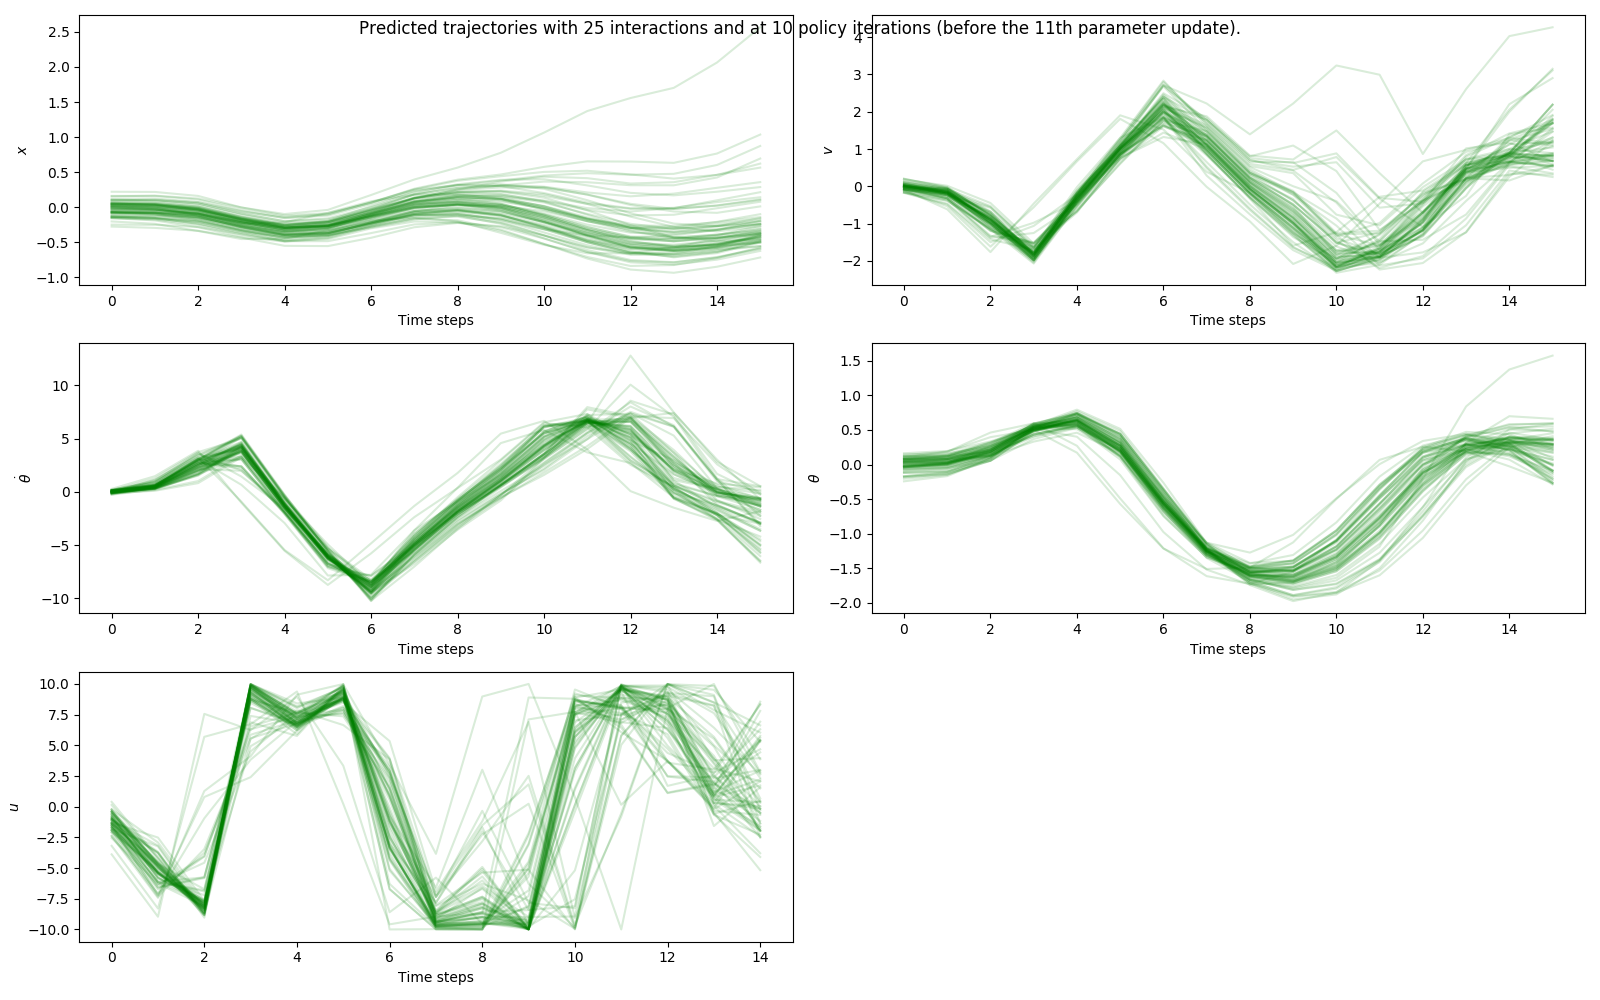 Predicted trajectories with 25 interactions and at 10 policy iterations (before the 11th parameter update).
x
2.5
2.0
1.5
1.0
0.5
0.0
−0.5
−1.0
0 2 4 6 8 10 12 14
Time steps
v
4
3
2
1
0
−1
−2
0 2 4 6 8 10 12 14
Time steps
θ̇
10
5
0
−5
−10
0 2 4 6 8 10 12 14
Time steps
θ
1.5
1.0
0.5
0.0
−0.5
−1.0
−1.5
−2.0
0 2 4 6 8 10 12 14
Time steps
u
10.0
7.5
5.0
2.5
0.0
−2.5
−5.0
−7.5
−10.0
0 2 4 6 8 10 12 14
Time steps